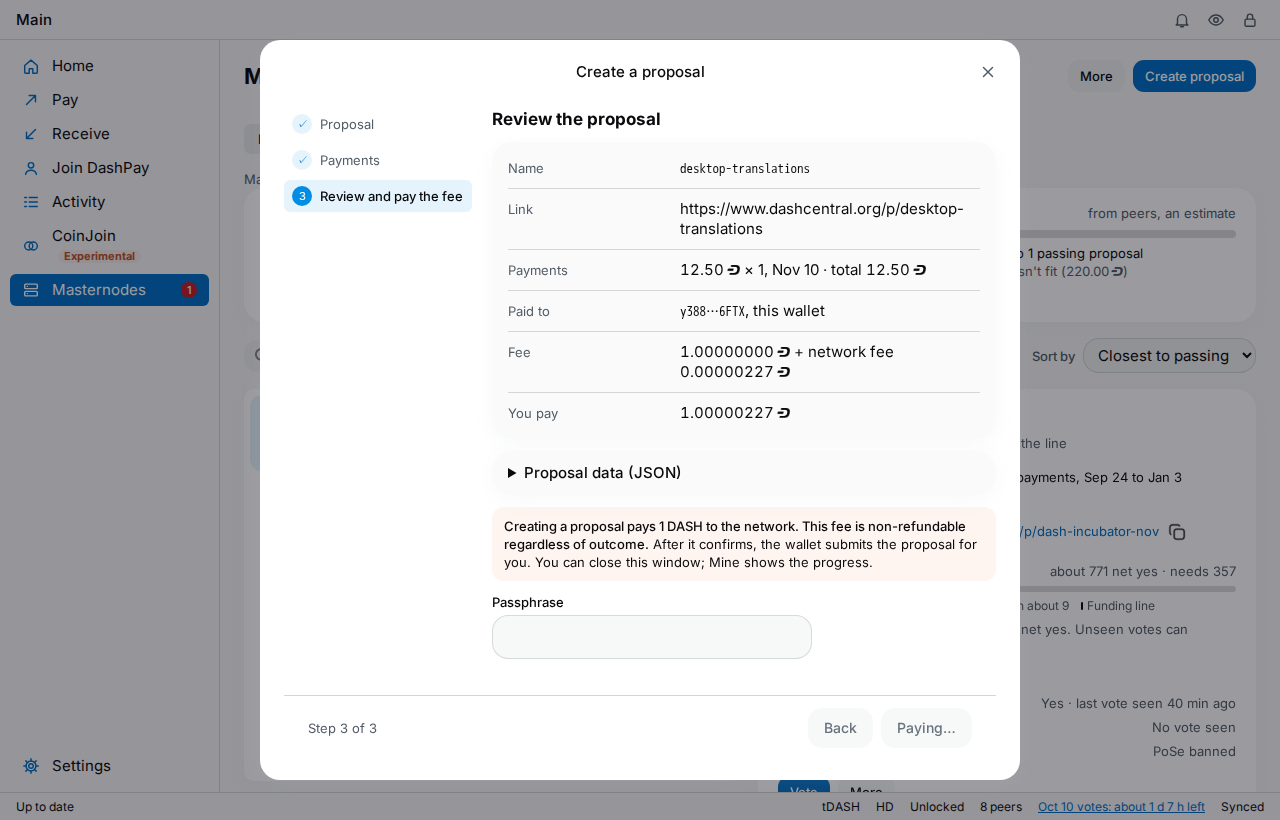 Main
Home
Pay
Receive
Join DashPay
Activity
CoinJoin
Experimental
Masternodes
1
Settings
More
Create proposal
from peers, an estimate
1 passing proposal
(220.00
Sort by
Closest to passing
the line
payments, Sep 24 to Jan 3
/p/dash-incubator-nov
about 771 net yes · needs 357
about 9
Funding line
net yes. Unseen votes can
Yes · last vote seen 40 min ago
No vote seen
PoSe banned
Vote
More
Create a proposal
Proposal
Payments
3
Review and pay the fee
Review the proposal
Name
desktop-translations
Link
https://www.dashcentral.org/p/desktop-
translations
Payments
12.50 × 1, Nov 10 · total 12.50
Paid to
y388···6FTX, this wallet
Fee
1.00000000 + network fee
0.00000227
You pay
1.00000227
Proposal data (JSON)
Creating a proposal pays 1 DASH to the network. This fee is non-refundable
regardless of outcome. After it confirms, the wallet submits the proposal for
you. You can close this window; Mine shows the progress.
Passphrase
Step 3 of 3
Back
Paying...
Up to date
tDASH
HD
Unlocked
8 peers
Oct 10 votes: about 1 d 7 h left
Synced